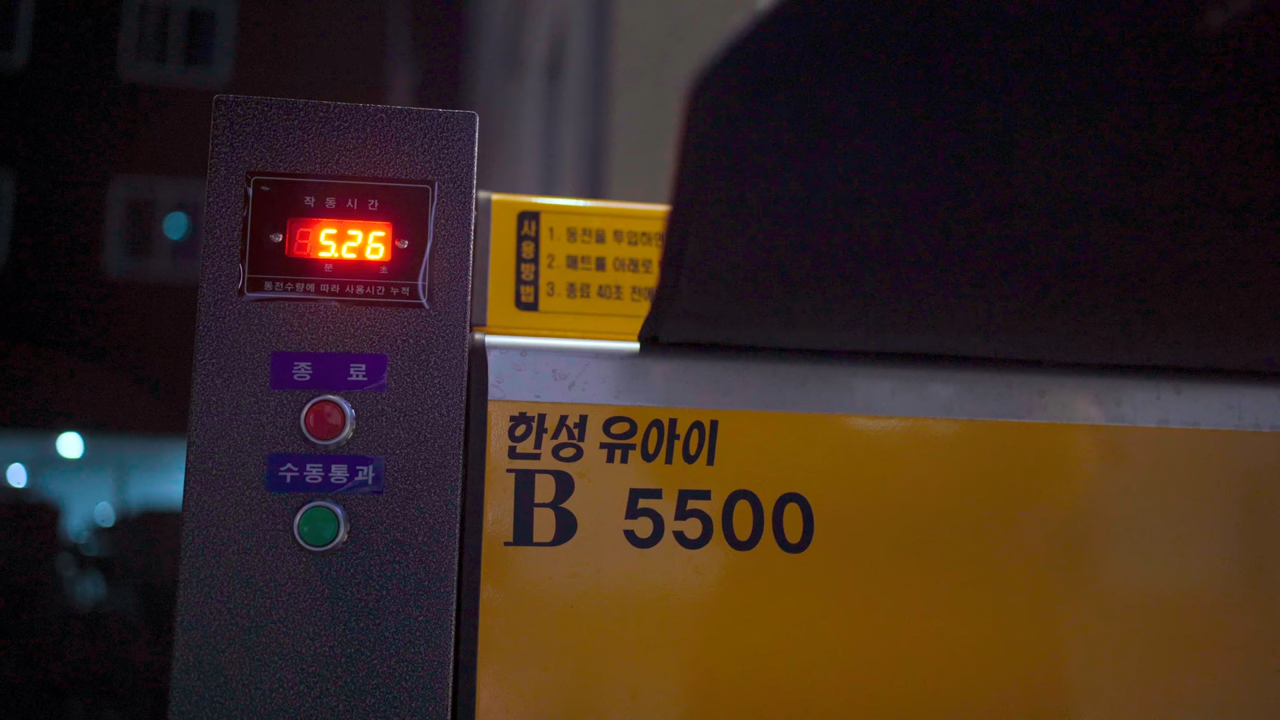 작동시간
5.26
분 초
동전수량에 따라 사용시간 누적
종 료
수동통과
사용방법
1. 동전을 투입하면
2. 매트를 아래로
3. 종료 40초 전에
한성 유아이
B 5500